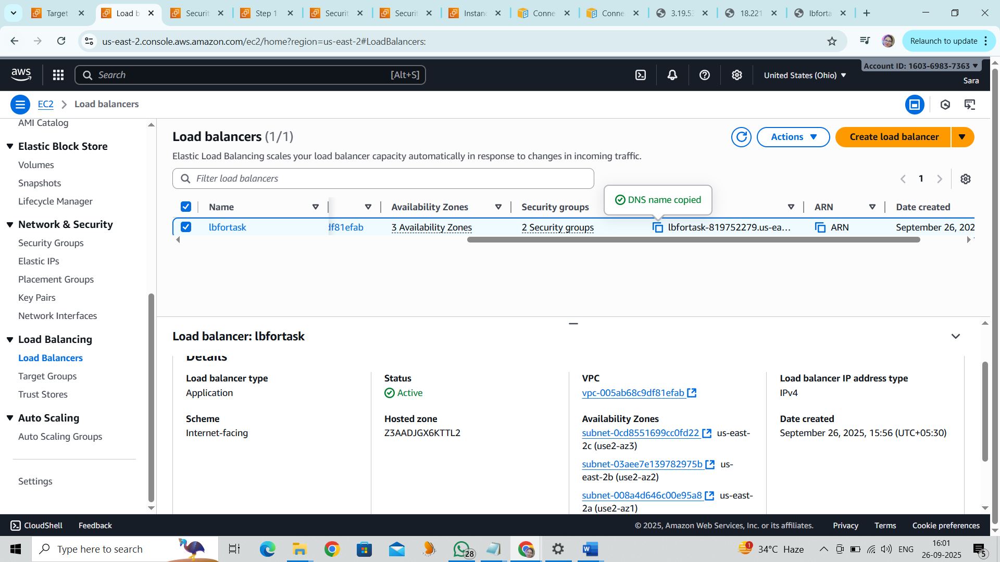 Target
Load b
Securit
Step 1
Securit
Securit
Instanc
Conne
Conne
3.19.53
18.221
lbforta
us-east-2.console.aws.amazon.com/ec2/home?region=us-east-2#LoadBalancers:
Relaunch to update
aws
Search
[Alt+S]
United States (Ohio)
Account ID: 1603-6983-7363
Sara
EC2
Load balancers
AMI Catalog
Elastic Block Store
Volumes
Snapshots
Lifecycle Manager
Network & Security
Security Groups
Elastic IPs
Placement Groups
Key Pairs
Network Interfaces
Load Balancing
Load Balancers
Target Groups
Trust Stores
Auto Scaling
Auto Scaling Groups
Settings
Load balancers (1/1)
Actions
Create load balancer
Elastic Load Balancing scales your load balancer capacity automatically in response to changes in incoming traffic.
Filter load balancers
1
DNS name copied
Name
Availability Zones
Security groups
ARN
Date created
lbfortask
df81efab
3 Availability Zones
2 Security groups
lbfortask-819752279.us-ea...
ARN
September 26, 202
Load balancer: lbfortask
Details
Load balancer type
Application
Status
Active
VPC
vpc-005ab68c9df81efab
Load balancer IP address type
IPv4
Scheme
Internet-facing
Hosted zone
Z3AADJGX6KTTL2
Availability Zones
subnet-0cd8551699cc0fd22 us-east-
2c (use2-az3)
subnet-03aee7e139782975b us-
east-2b (use2-az2)
subnet-008a4d646c00e95a8 us-east-
2a (use2-az1)
Date created
September 26, 2025, 15:56 (UTC+05:30)
CloudShell
Feedback
© 2025, Amazon Web Services, Inc. or its affiliates.
Privacy
Terms
Cookie preferences
Type here to search
28
W
1
34°C Haze
ENG
16:01
26-09-2025
5